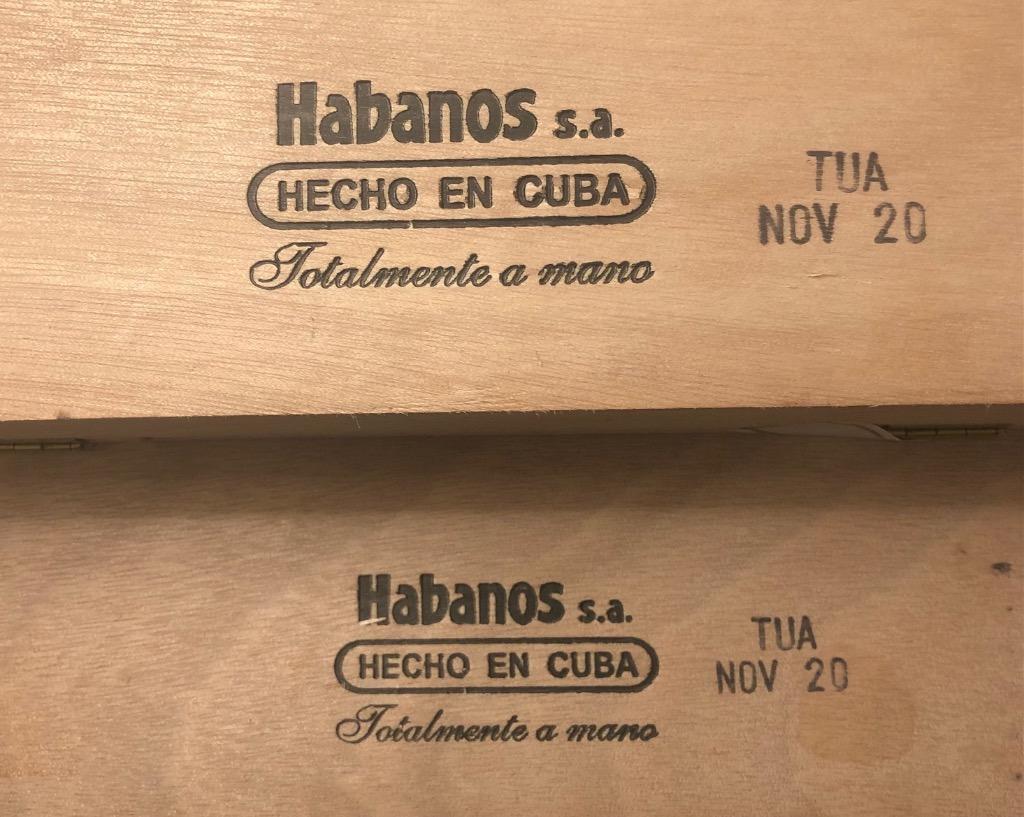 Habanos s.a.
HECHO EN CUBA
Totalmente a mano
TUA
NOV 20
Habanos s.a.
HECHO EN CUBA
Totalmente a mano
TUA
NOV 20